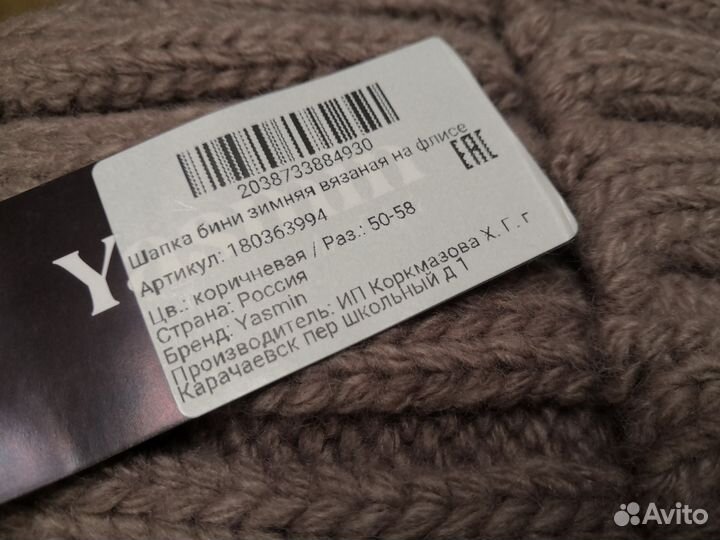 2038733884930
Шапка бини зимняя вязаная на флисе
EAC
Артикул: 180363994
Цв.: коричневая / Раз.: 50-58
Страна: Россия
Бренд: Yasmin
Производитель: ИП Коркмазова Х. Г. г
Карачаевск пер школьный д 1
Yasmin
Avito